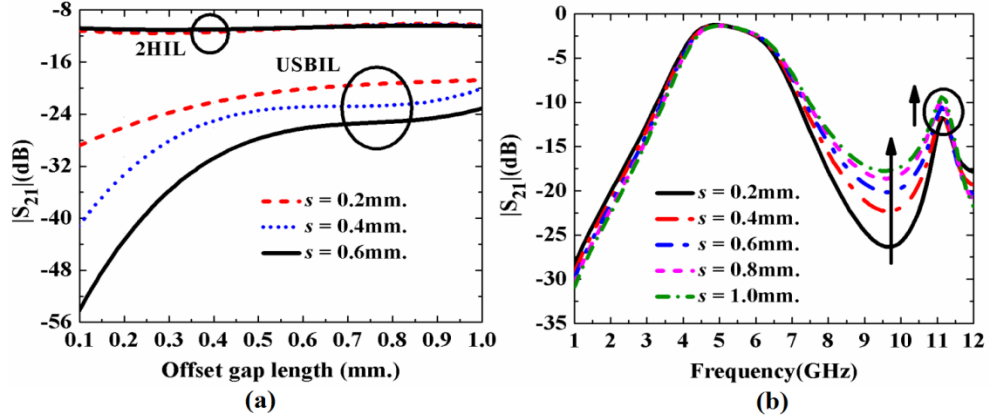 -8
-16
-24
-32
-40
-48
-56
|S21|(dB)
2HIL
USBIL
s = 0.2mm.
s = 0.4mm.
s = 0.6mm.
0.1 0.2 0.3 0.4 0.5 0.6 0.7 0.8 0.9 1.0
Offset gap length (mm.)
(a)
0
-5
-10
-15
-20
-25
-30
-35
|S21|(dB)
s = 0.2mm.
s = 0.4mm.
s = 0.6mm.
s = 0.8mm.
s = 1.0mm.
1 2 3 4 5 6 7 8 9 10 11 12
Frequency(GHz)
(b)